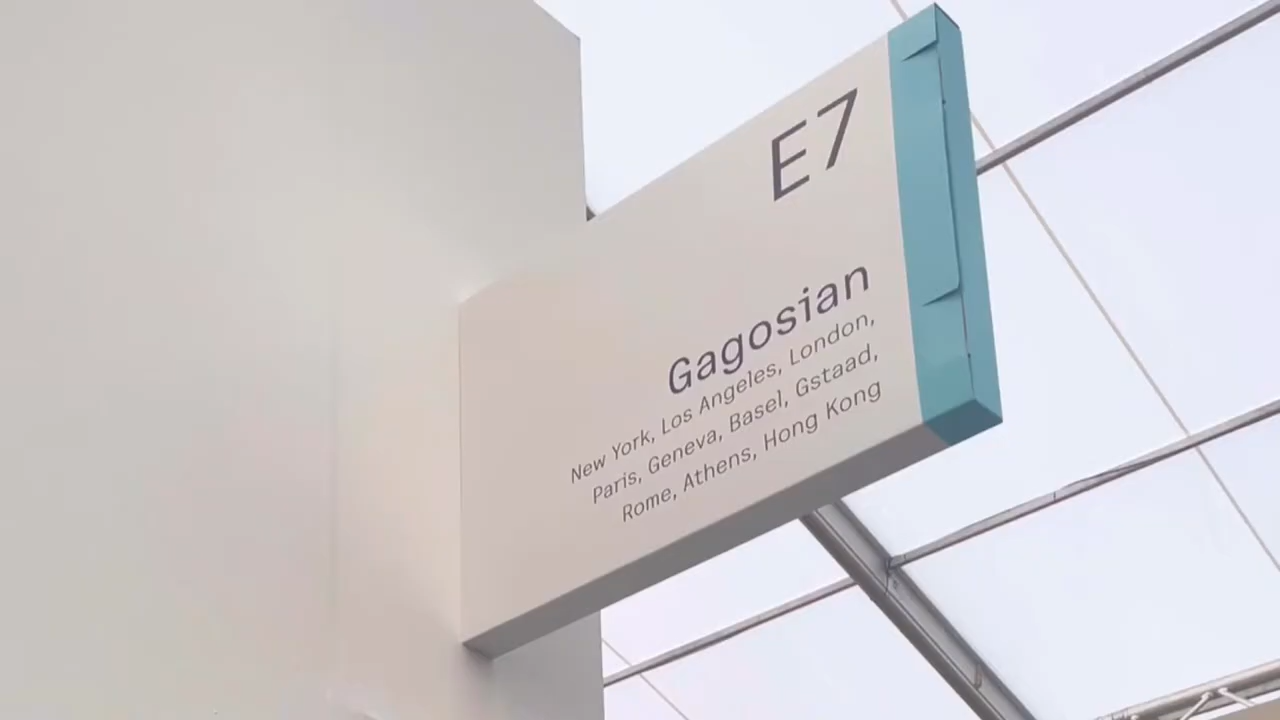 E7
Gagosian
New York, Los Angeles, London,
Paris, Geneva, Basel, Gstaad,
Rome, Athens, Hong Kong